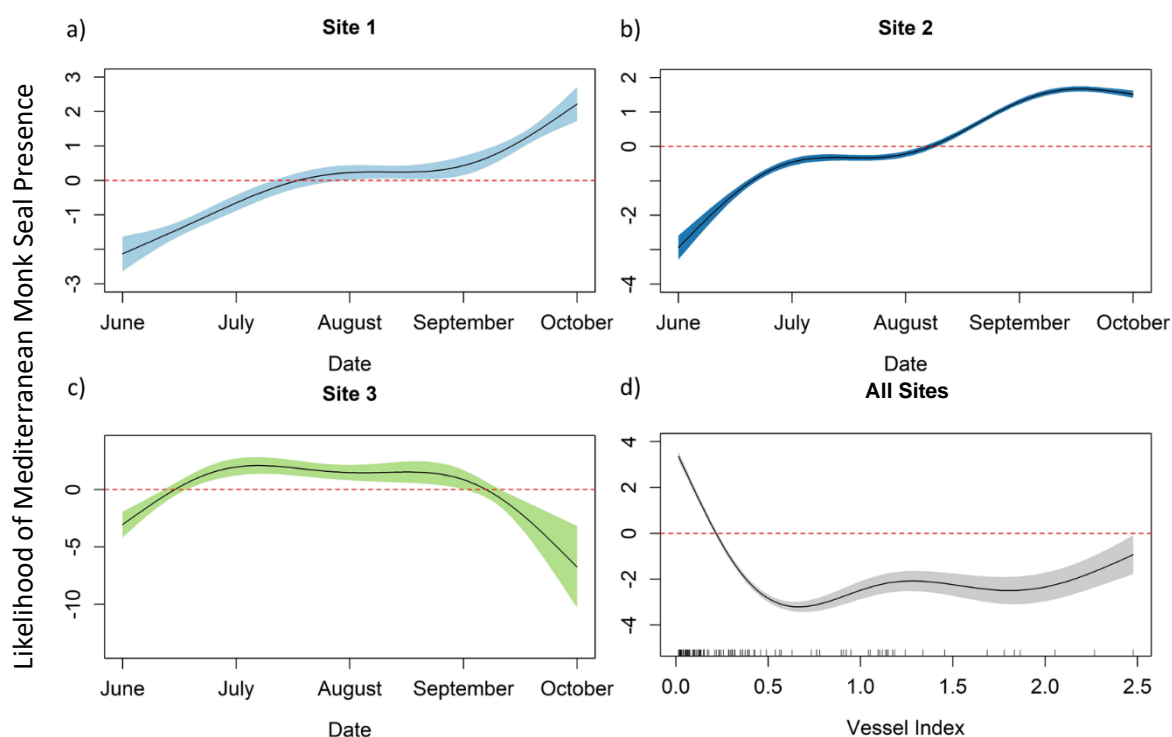 Likelihood of Mediterranean Monk Seal Presence
a)
Site 1
3
1
0
-1
-3
June July August September October
Date
b)
Site 2
2
1
0
-2
-4
June July August September October
Date
c)
Site 3
0
-5
-10
June July August September October
Date
d)
All Sites
4
2
0
-2
-4
0.0 0.5 1.0 1.5 2.0 2.5
Vessel Index